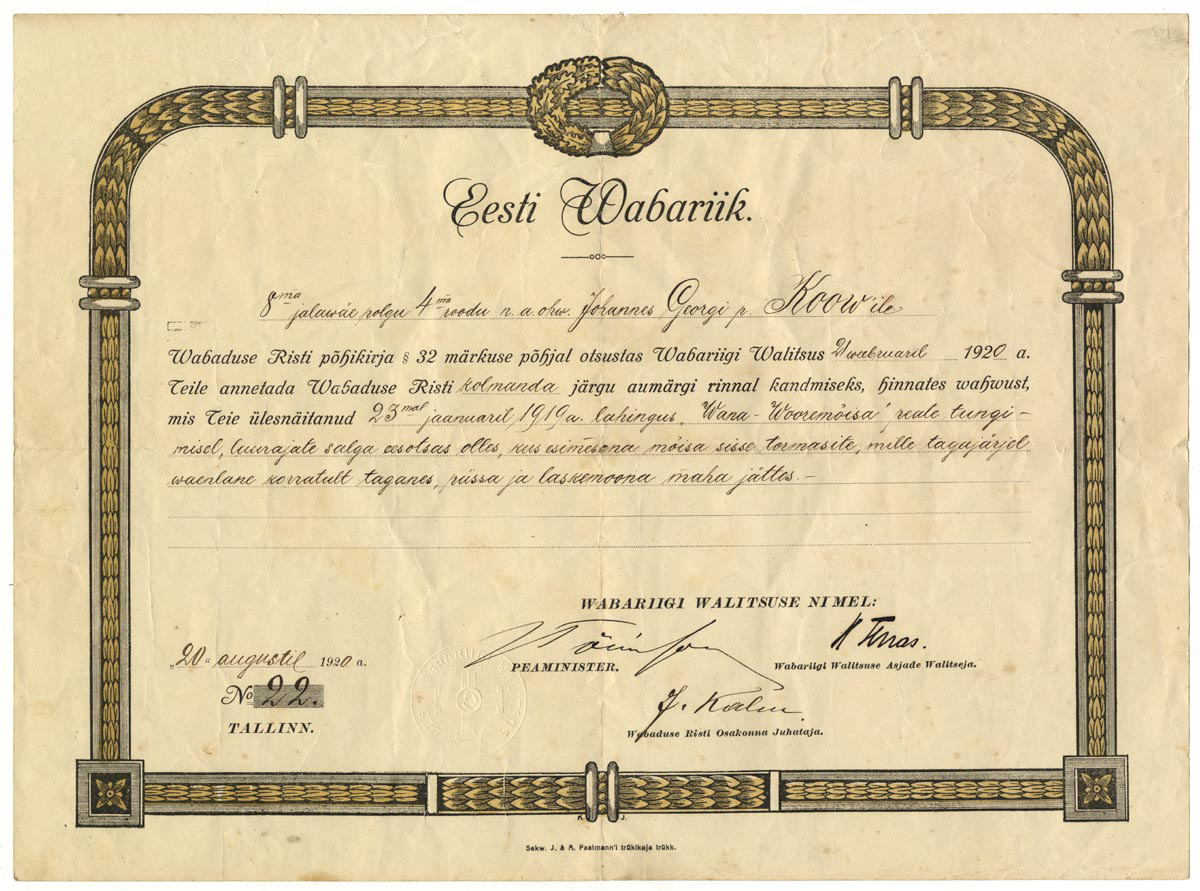 Eesti Wabariik.
8ma jalawäe polgu 4ma roodu n. a. ohw. Johannes Georgi p. Koow'ile
Wabaduse Risti põhikirja § 32 märkuse põhjal otsustas Wabariigi Walitsus 21 webruaril 1920 a.
Teile annetada Wabaduse Risti kolmanda järgu aumärgi rinnal kandmiseks, hinnates wahwust,
mis Teie ülesnäitanud 23mal jaanuaril 1919 a. lahingus „Wana-Wooremõisa" peale tungi-
misel, luurajate salga eesotsas olles, kus esimesena mõisa sisse tormasite, mille tagajärjel
waenlane korratult taganes, püssa ja laskemoona maha jättes.—
WABARIIGI WALITSUSE NIMEL:
PEAMINISTER.
Wabariigi Walitsuse Asjade Walitseja.
J. Kalm
Wabaduse Risti Osakonna Juhataja.
„20" augustil 1920 a.
No 22.
TALLINN.
K. J.
Sekw. J. & A. Paalmann'i trükikoja trükk.